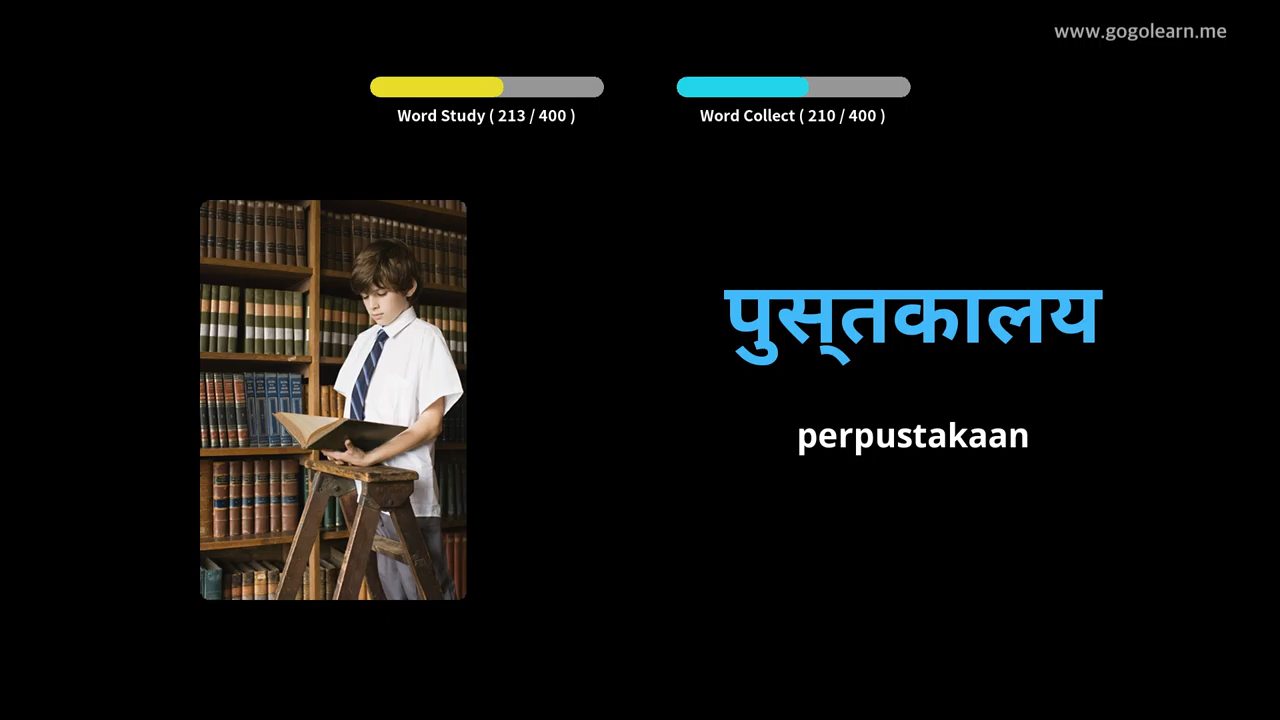 www.gogolearn.me
Word Study ( 213 / 400 )
Word Collect ( 210 / 400 )
पुस्तकालय
perpustakaan